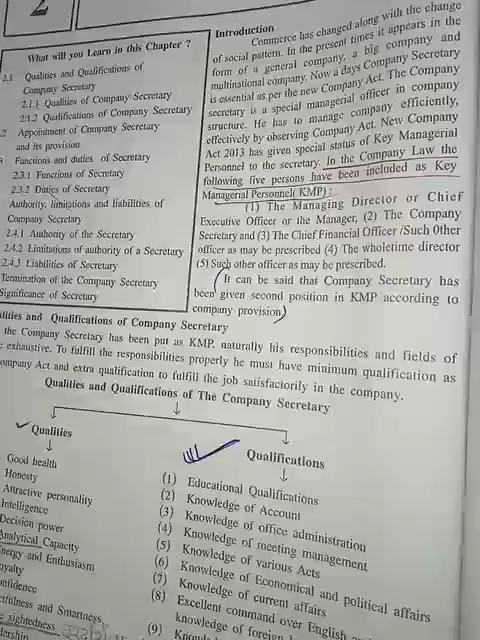 2
What will you Learn in this Chapter ?
2.1 Qualities and Qualifications of
Company Secretary
2.1.1 Qualities of Company Secretary
2.1.2 Qualifications of Company Secretary
.2 Appointment of Company Secretary
and its provision
Functions and duties of Secretary
2.3.1 Functions of Secretary
2.3.2 Duties of Secretary
Authority, limitations and liabilities of
Company Secretary
2.4.1 Authority of the Secretary
2.4.2 Limitations of authority of a Secretary
2.4.3 Liabilities of Secretary
Termination of the Company Secretary
Significance of Secretary
Introduction
Commerce has changed along with the change
of social pattern. In the present times it appears in the
form of a general company, a big company and
multinational company. Now a days Company Secretary
is essential as per the new Company Act. The Company
secretary is a special managerial officer in company
structure. He has to manage company efficiently,
effectively by observing Company Act. New Company
Act 2013 has given special status of Key Managerial
Personnel to the secretary. In the Company Law the
following five persons have been included as Key
Managerial Personnel( KMP) :
(1) The Managing Director or Chief
Executive Officer or the Manager, (2) The Company
Secretary and (3) The Chief Financial Officer /Such Other
officer as may be prescribed (4) The wholetime director
(5) Such other officer as may be prescribed.
It can be said that Company Secretary has
been given second position in KMP according to
company provision.
lities and Qualifications of Company Secretary
the Company Secretary has been put as KMP, naturally his responsibilities and fields of
e exhaustive. To fulfill the responsibilities properly he must have minimum qualification as
ompany Act and extra qualification to fulfill the job satisfactorily in the company.
Qualities and Qualifications of The Company Secretary
Qualities
Good health
Honesty
Attractive personality
Intelligence
Decision power
Analytical Capacity
nergy and Enthusiasm
oyalty
nfidence
ctfulness and Smartness
e sightedness
dership
Qualifications
(1) Educational Qualifications
(2) Knowledge of Account
(3) Knowledge of office administration
(4) Knowledge of meeting management
(5) Knowledge of various Acts
(6) Knowledge of Economical and political affairs
(7) Knowledge of current affairs
(8) Excellent command over English
knowledge of foreign
(9)